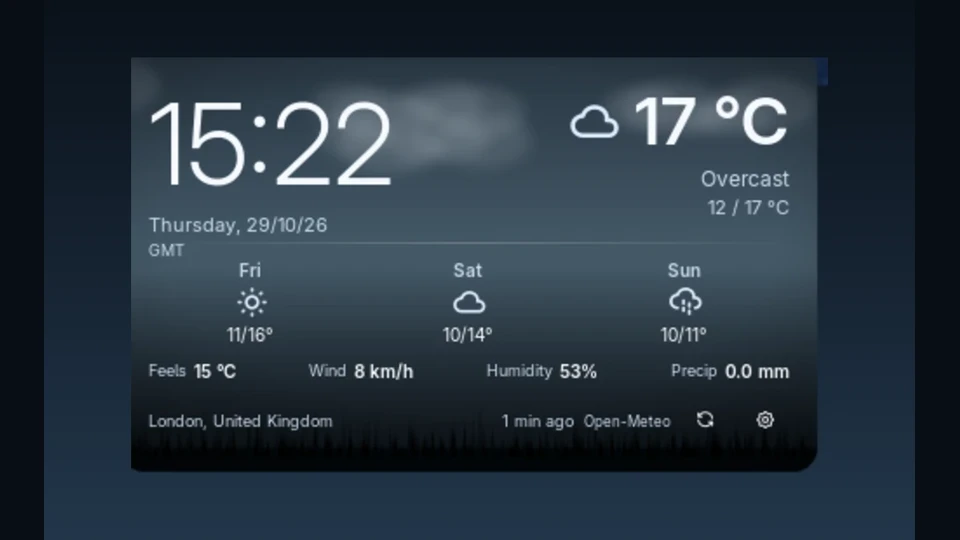 15:22
17 °C
Overcast
12 / 17 °C
Thursday, 29/10/26
GMT
Fri Sat Sun
11/16° 10/14° 10/11°
Feels 15 °C Wind 8 km/h Humidity 53% Precip 0.0 mm
London, United Kingdom 1 min ago Open-Meteo